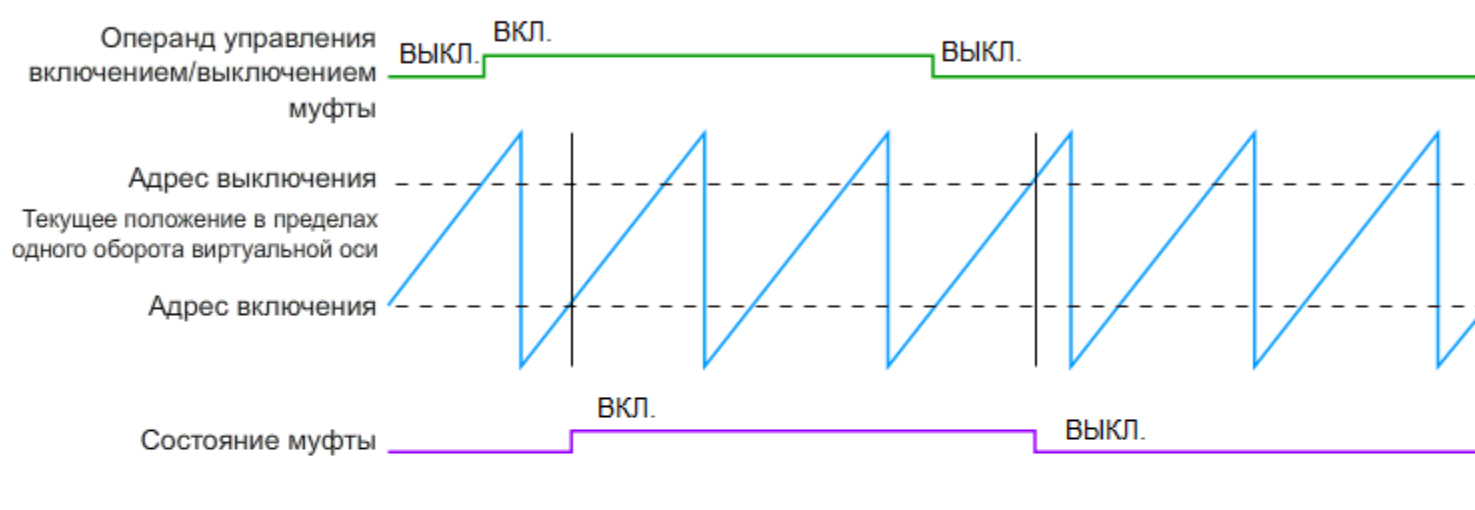 Операнд управления
включением/выключением
муфты
ВЫКЛ.
ВКЛ.
ВЫКЛ.
Адрес выключения
Текущее положение в пределах
одного оборота виртуальной оси
Адрес включения
Состояние муфты
ВКЛ.
ВЫКЛ.